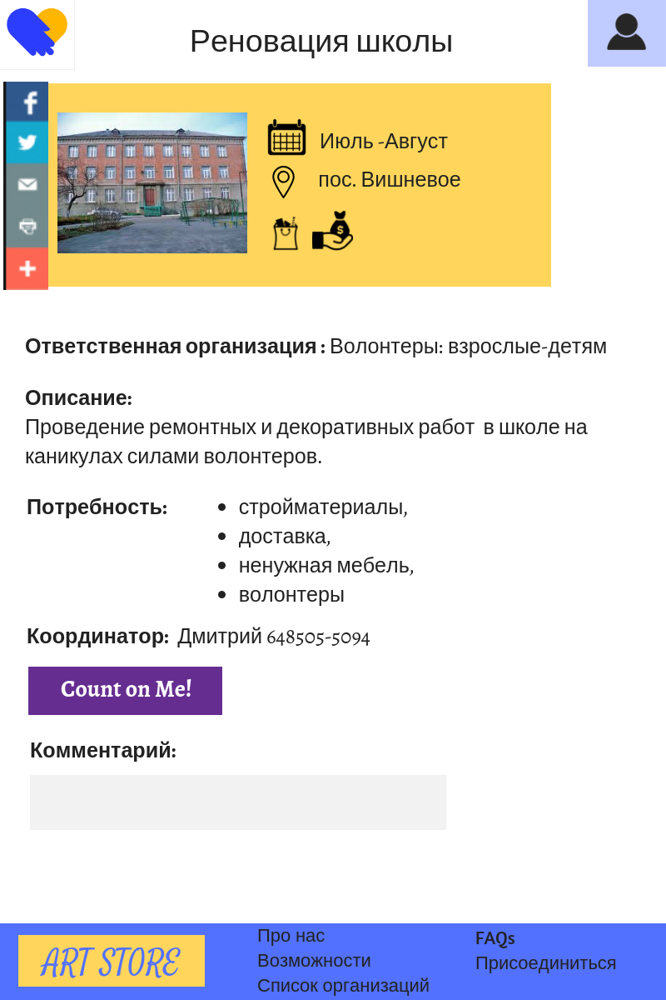 Реновация школы
Июль -Август
пос. Вишневое
$
Ответственная организация : Волонтеры: взрослые-детям
Описание:
Проведение ремонтных и декоративных работ в школе на
каникулах силами волонтеров.
Потребность:
• стройматериалы,
• доставка,
• ненужная мебель,
• волонтеры
Координатор: Дмитрий 648505-5094
Count on Me!
Комментарий:
ART STORE
Про нас
Возможности
Список организаций
FAQs
Присоединиться